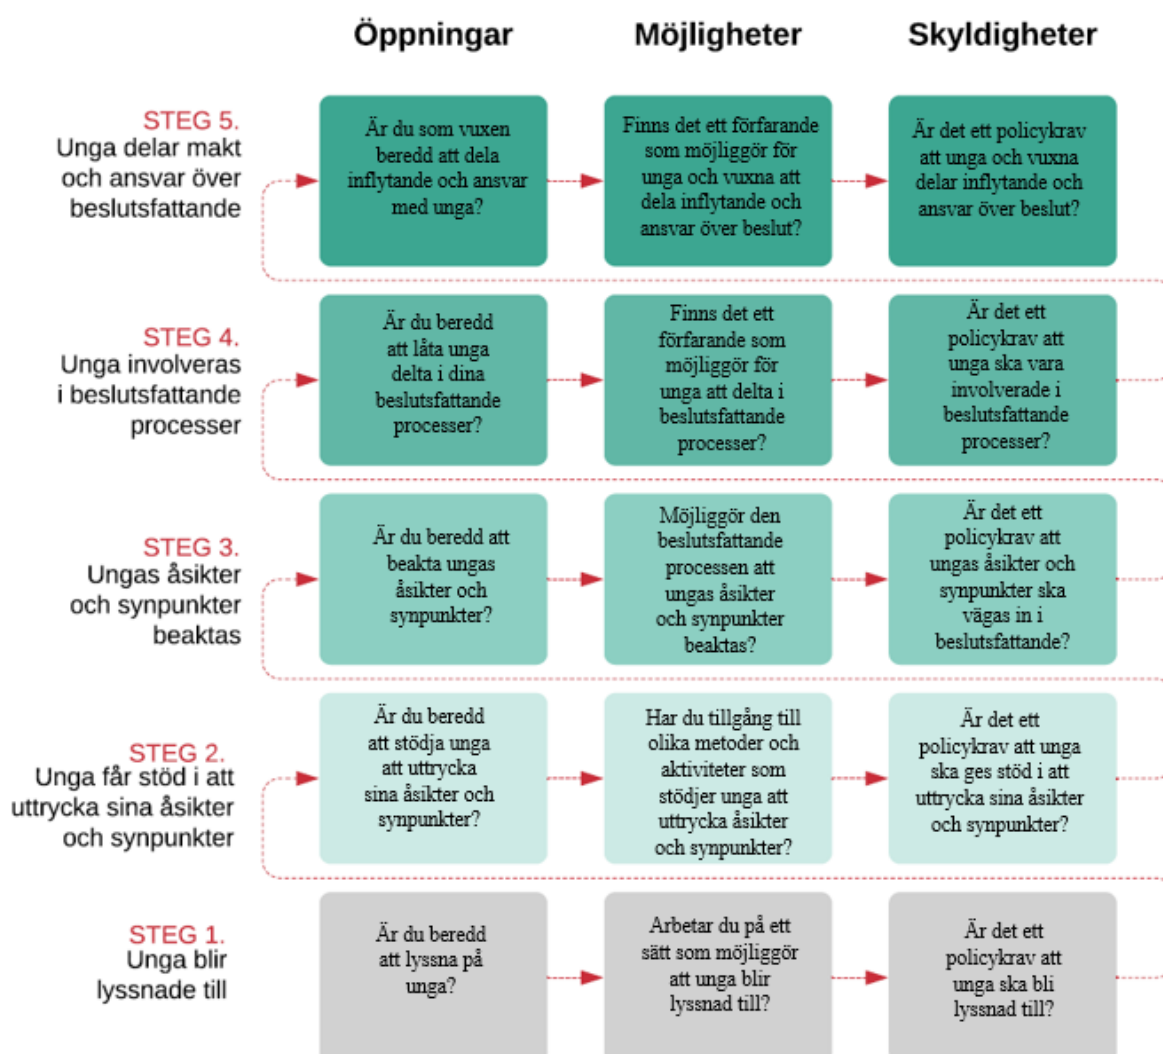 Öppningar
Möjligheter
Skyldigheter
STEG 5.
Unga delar makt
och ansvar över
beslutsfattande
Är du som vuxen
beredd att dela
inflytande och ansvar
med unga?
Finns det ett förfarande
som möjliggör för
unga och vuxna att
dela inflytande och
ansvar över beslut?
Är det ett policykrav
att unga och vuxna
delar inflytande och
ansvar över beslut?
STEG 4.
Unga involveras
i beslutsfattande
processer
Är du beredd
att låta unga
delta i dina
beslutsfattande
processer?
Finns det ett
förfarande som
möjliggör för
unga att delta i
beslutsfattande
processer?
Är det ett
policykrav att
unga ska vara
involverade i
beslutsfattande
processer?
STEG 3.
Ungas åsikter
och synpunkter
beaktas
Är du beredd att
beakta ungas
åsikter och
synpunkter?
Möjliggör den
beslutsfattande
processen att
ungas åsikter
och synpunkter
beaktas?
Är det ett
policykrav att
ungas åsikter och
synpunkter ska
vägas in i
beslutsfattande?
STEG 2.
Unga får stöd i att
uttrycka sina åsikter
och synpunkter
Är du beredd
att stödja unga
att uttrycka
sina åsikter och
synpunkter?
Har du tillgång till
olika metoder och
aktiviteter som
stödjer unga att
uttrycka åsikter
och synpunkter?
Är det ett
policykrav att unga
ska ges stöd i att
uttrycka sina åsikter
och synpunkter?
STEG 1.
Unga blir
lyssnade till
Är du beredd
att lyssna på
unga?
Arbetar du på ett
sätt som möjliggör
att unga blir
lyssnad till?
Är det ett
policykrav att
unga ska bli
lyssnad till?